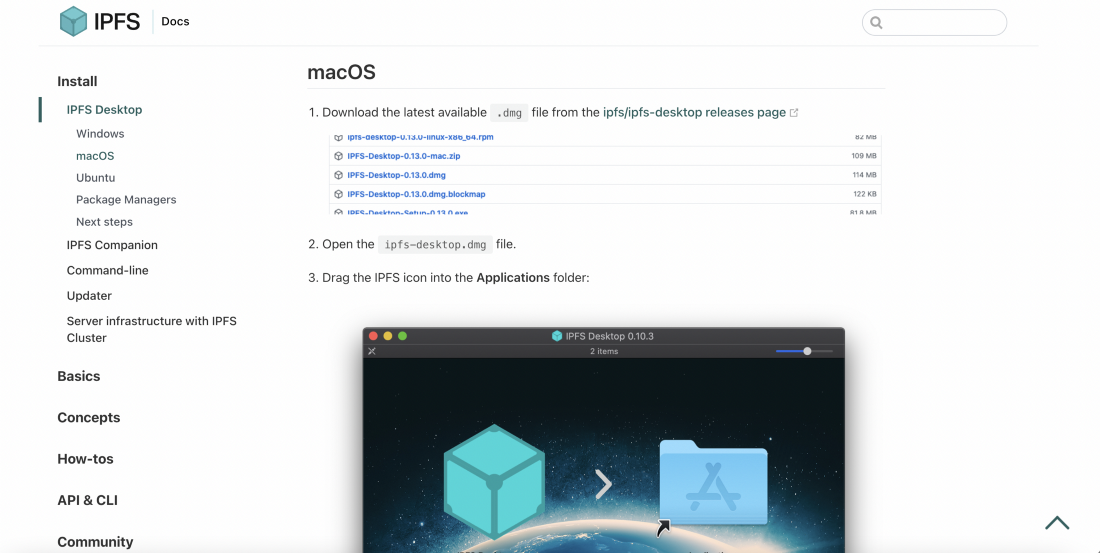 IPFS Docs
Install
IPFS Desktop
Windows
macOS
Ubuntu
Package Managers
Next steps
IPFS Companion
Command-line
Updater
Server infrastructure with IPFS
Cluster
Basics
Concepts
How-tos
API & CLI
Community
macOS
1. Download the latest available .dmg file from the ipfs/ipfs-desktop releases page
ipfs-desktop-0.13.0-linux-x86_64.rpm 82 MB
IPFS-Desktop-0.13.0-mac.zip 109 MB
IPFS-Desktop-0.13.0.dmg 114 MB
IPFS-Desktop-0.13.0.dmg.blockmap 122 KB
IPFS-Desktop-Setup-0.13.0.exe 81.8 MB
2. Open the ipfs-desktop.dmg file.
3. Drag the IPFS icon into the Applications folder:
IPFS Desktop 0.10.3
2 items